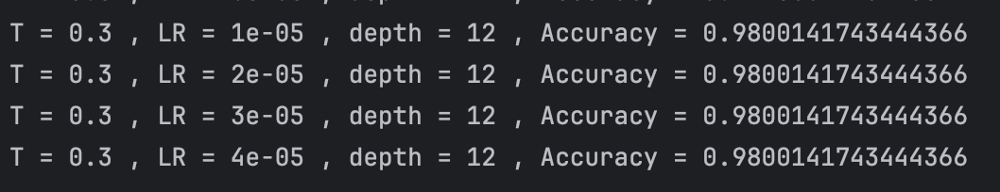 T = 0.3 , LR = 1e-05 , depth = 12 , Accuracy = 0.9800141743444366
T = 0.3 , LR = 2e-05 , depth = 12 , Accuracy = 0.9800141743444366
T = 0.3 , LR = 3e-05 , depth = 12 , Accuracy = 0.9800141743444366
T = 0.3 , LR = 4e-05 , depth = 12 , Accuracy = 0.9800141743444366